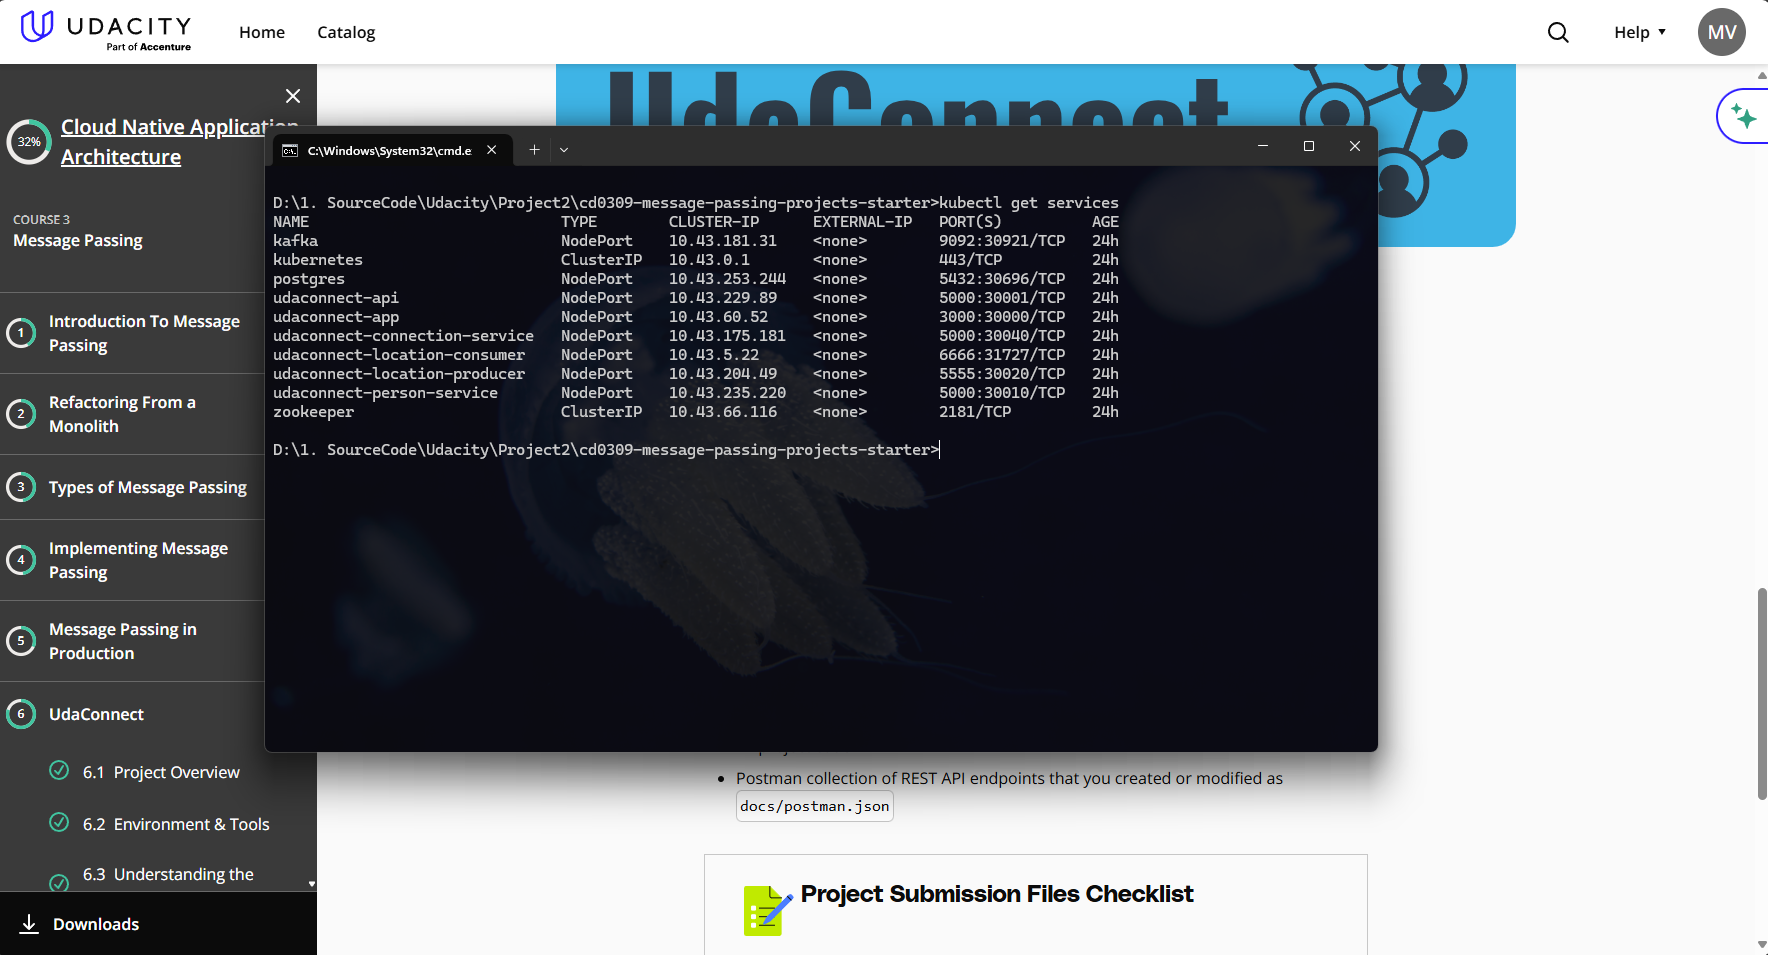 UDACITY
Part of Accenture
Home
Catalog
Help
MV
32%
Cloud Native Application
Architecture
COURSE 3
Message Passing
1
Introduction To Message
Passing
2
Refactoring From a
Monolith
3
Types of Message Passing
4
Implementing Message
Passing
5
Message Passing in
Production
6
UdaConnect
6.1 Project Overview
6.2 Environment & Tools
6.3 Understanding the
Downloads
UdaConnect
C:\Windows\System32\cmd.e
D:\1. SourceCode\Udacity\Project2\cd0309-message-passing-projects-starter>kubectl get services
NAME TYPE CLUSTER-IP EXTERNAL-IP PORT(S) AGE
kafka NodePort 10.43.181.31 <none> 9092:30921/TCP 24h
kubernetes ClusterIP 10.43.0.1 <none> 443/TCP 24h
postgres NodePort 10.43.253.244 <none> 5432:30696/TCP 24h
udaconnect-api NodePort 10.43.229.89 <none> 5000:30001/TCP 24h
udaconnect-app NodePort 10.43.60.52 <none> 3000:30000/TCP 24h
udaconnect-connection-service NodePort 10.43.175.181 <none> 5000:30040/TCP 24h
udaconnect-location-consumer NodePort 10.43.5.22 <none> 6666:31727/TCP 24h
udaconnect-location-producer NodePort 10.43.204.49 <none> 5555:30020/TCP 24h
udaconnect-person-service NodePort 10.43.235.220 <none> 5000:30010/TCP 24h
zookeeper ClusterIP 10.43.66.116 <none> 2181/TCP 24h
D:\1. SourceCode\Udacity\Project2\cd0309-message-passing-projects-starter>
Postman collection of REST API endpoints that you created or modified as
docs/postman.json
Project Submission Files Checklist